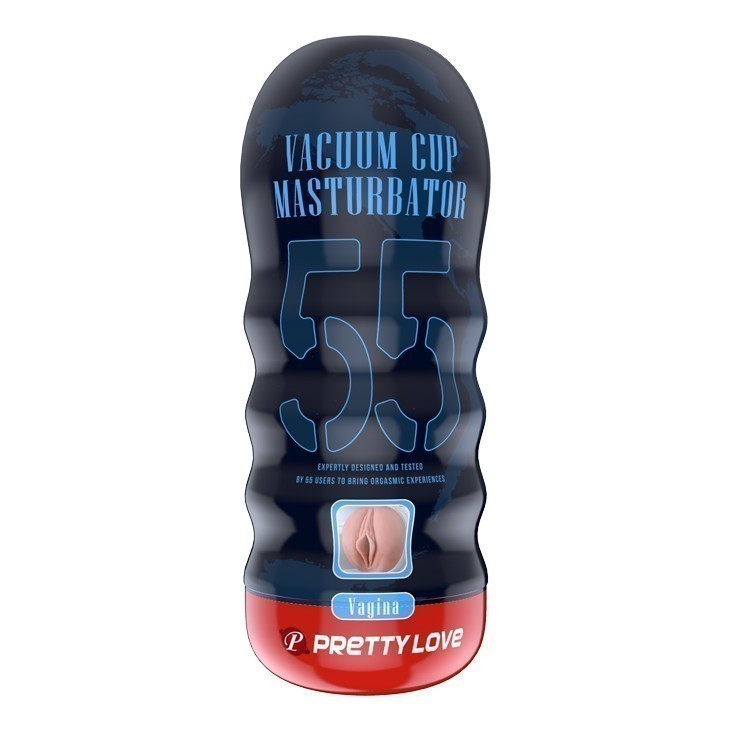 VACUUM CUP
MASTURBATOR
55
EXPERTLY DESIGNED AND TESTED
BY 55 USERS TO BRING ORGASMIC EXPERIENCES
Vagina
P PRETTY LOVE